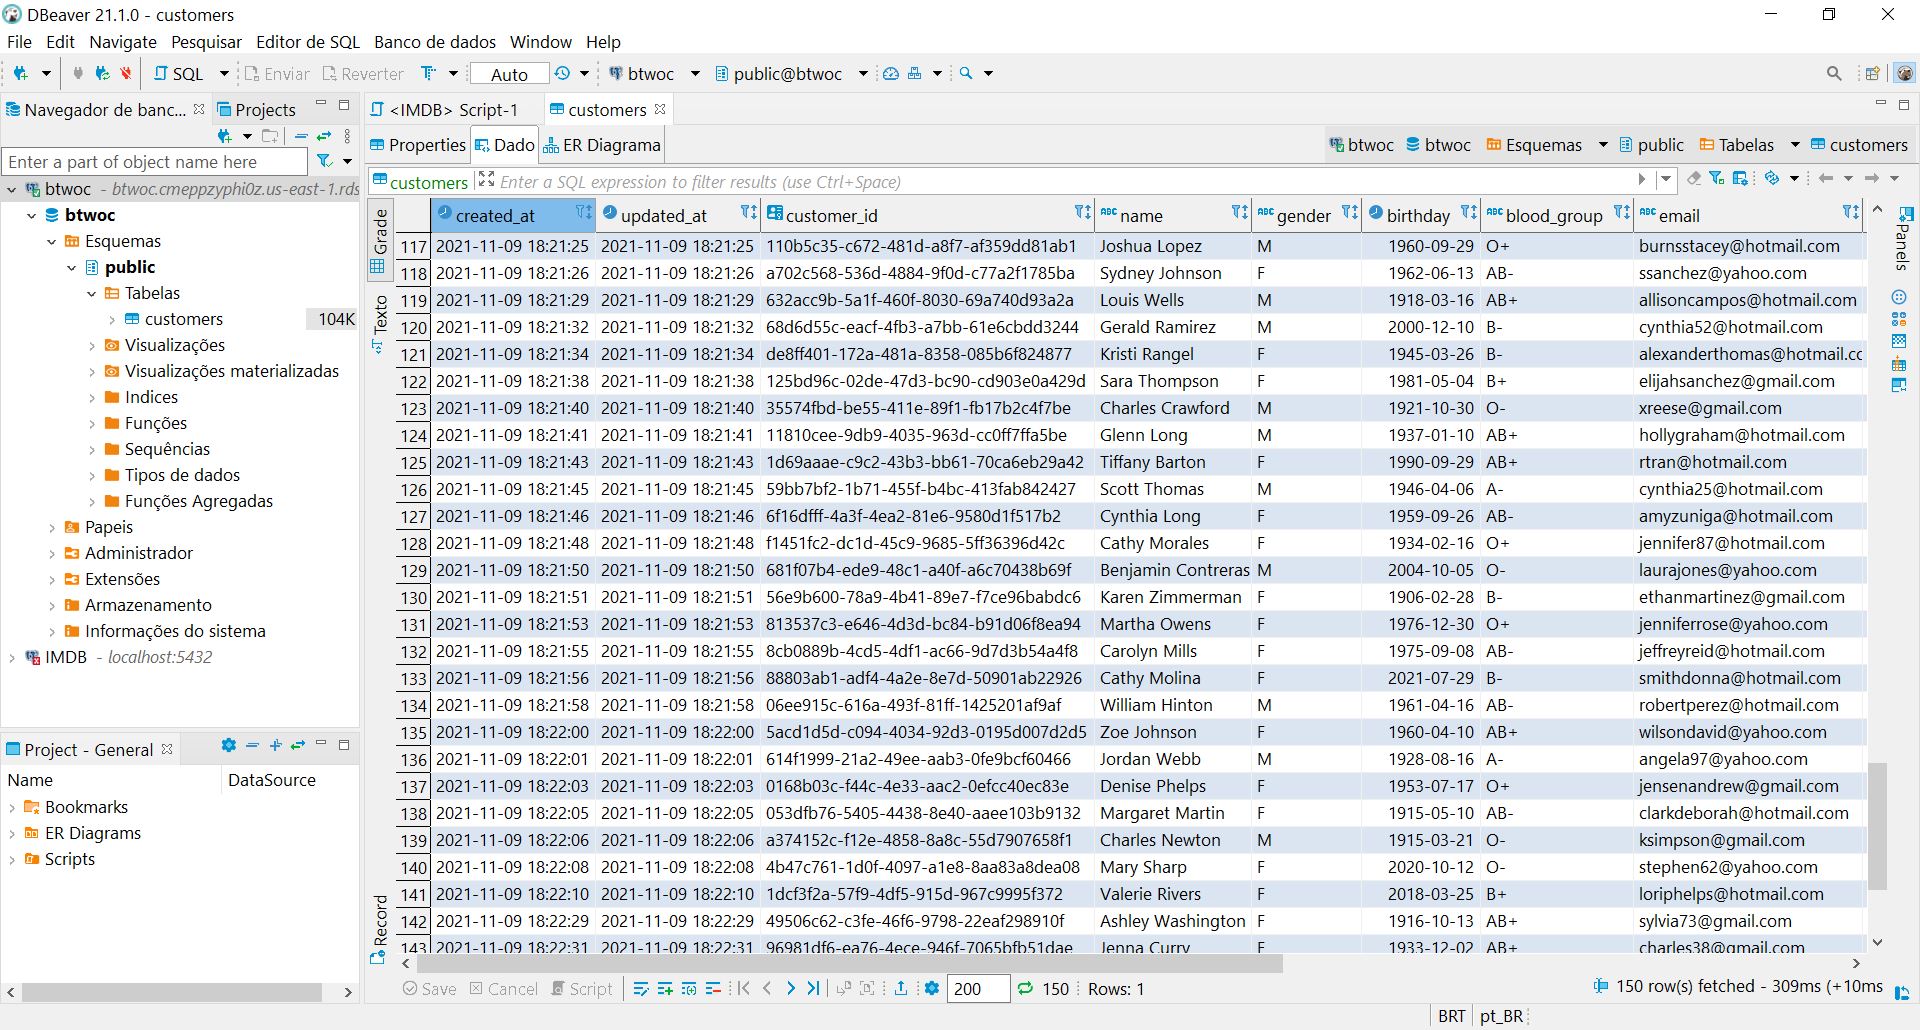 DBeaver 21.1.0 - customers
File Edit Navigate Pesquisar Editor de SQL Banco de dados Window Help
SQL Enviar Reverter Auto btwoc public@btwoc
Navegador de banc... Projects
Enter a part of object name here
btwoc - btwoc.cmeppzyphi0z.us-east-1.rds
btwoc
Esquemas
public
Tabelas
customers 104K
Visualizações
Visualizações materializadas
Indices
Funções
Sequências
Tipos de dados
Funções Agregadas
Papeis
Administrador
Extensões
Armazenamento
Informações do sistema
IMDB - localhost:5432
Project - General
Name DataSource
Bookmarks
ER Diagrams
Scripts
<IMDB> Script-1 customers
Properties Dado ER Diagrama btwoc btwoc Esquemas public Tabelas customers
customers Enter a SQL expression to filter results (use Ctrl+Space)
Grade
Texto
Record
Panels
created_at updated_at customer_id name gender birthday blood_group email
117 2021-11-09 18:21:25 2021-11-09 18:21:25 110b5c35-c672-481d-a8f7-af359dd81ab1 Joshua Lopez M 1960-09-29 O+ burnsstacey@hotmail.com
118 2021-11-09 18:21:26 2021-11-09 18:21:26 a702c568-536d-4884-9f0d-c77a2f1785ba Sydney Johnson F 1962-06-13 AB- ssanchez@yahoo.com
119 2021-11-09 18:21:29 2021-11-09 18:21:29 632acc9b-5a1f-460f-8030-69a740d93a2a Louis Wells M 1918-03-16 AB+ allisoncampos@hotmail.com
120 2021-11-09 18:21:32 2021-11-09 18:21:32 68d6d55c-eacf-4fb3-a7bb-61e6cbdd3244 Gerald Ramirez M 2000-12-10 B- cynthia52@hotmail.com
121 2021-11-09 18:21:34 2021-11-09 18:21:34 de8ff401-172a-481a-8358-085b6f824877 Kristi Rangel F 1945-03-26 B- alexanderthomas@hotmail.cc
122 2021-11-09 18:21:38 2021-11-09 18:21:38 125bd96c-02de-47d3-bc90-cd903e0a429d Sara Thompson F 1981-05-04 B+ elijahsanchez@gmail.com
123 2021-11-09 18:21:40 2021-11-09 18:21:40 35574fbd-be55-411e-89f1-fb17b2c4f7be Charles Crawford M 1921-10-30 O- xreese@gmail.com
124 2021-11-09 18:21:41 2021-11-09 18:21:41 11810cee-9db9-4035-963d-cc0ff7ffa5be Glenn Long M 1937-01-10 AB+ hollygraham@hotmail.com
125 2021-11-09 18:21:43 2021-11-09 18:21:43 1d69aaae-c9c2-43b3-bb61-70ca6eb29a42 Tiffany Barton F 1990-09-29 AB+ rtran@hotmail.com
126 2021-11-09 18:21:45 2021-11-09 18:21:45 59bb7bf2-1b71-455f-b4bc-413fab842427 Scott Thomas M 1946-04-06 A- cynthia25@hotmail.com
127 2021-11-09 18:21:46 2021-11-09 18:21:46 6f16dfff-4a3f-4ea2-81e6-9580d1f517b2 Cynthia Long F 1959-09-26 AB- amyzuniga@hotmail.com
128 2021-11-09 18:21:48 2021-11-09 18:21:48 f1451fc2-dc1d-45c9-9685-5ff36396d42c Cathy Morales F 1934-02-16 O+ jennifer87@hotmail.com
129 2021-11-09 18:21:50 2021-11-09 18:21:50 681f07b4-ede9-48c1-a40f-a6c70438b69f Benjamin Contreras M 2004-10-05 O- laurajones@yahoo.com
130 2021-11-09 18:21:51 2021-11-09 18:21:51 56e9b600-78a9-4b41-89e7-f7ce96babdc6 Karen Zimmerman F 1906-02-28 B- ethanmartinez@gmail.com
131 2021-11-09 18:21:53 2021-11-09 18:21:53 813537c3-e646-4d3d-bc84-b91d06f8ea94 Martha Owens F 1976-12-30 O+ jenniferrose@yahoo.com
132 2021-11-09 18:21:55 2021-11-09 18:21:55 8cb0889b-4cd5-4df1-ac66-9d7d3b54a4f8 Carolyn Mills F 1975-09-08 AB- jeffreyreid@hotmail.com
133 2021-11-09 18:21:56 2021-11-09 18:21:56 88803ab1-adf4-4a2e-8e7d-50901ab22926 Cathy Molina F 2021-07-29 B- smithdonna@hotmail.com
134 2021-11-09 18:21:58 2021-11-09 18:21:58 06ee915c-616a-493f-81ff-1425201af9af William Hinton M 1961-04-16 AB- robertperez@hotmail.com
135 2021-11-09 18:22:00 2021-11-09 18:22:00 5acd1d5d-c094-4034-92d3-0195d007d2d5 Zoe Johnson F 1960-04-10 AB+ wilsondavid@yahoo.com
136 2021-11-09 18:22:01 2021-11-09 18:22:01 614f1999-21a2-49ee-aab3-0fe9bcf60466 Jordan Webb M 1928-08-16 A- angela97@yahoo.com
137 2021-11-09 18:22:03 2021-11-09 18:22:03 0168b03c-f44c-4e33-aac2-0efcc40ec83e Denise Phelps F 1953-07-17 O+ jensenandrew@gmail.com
138 2021-11-09 18:22:05 2021-11-09 18:22:05 053dfb76-5405-4438-8e40-aaee103b9132 Margaret Martin F 1915-05-10 AB- clarkdeborah@hotmail.com
139 2021-11-09 18:22:06 2021-11-09 18:22:06 a374152c-f12e-4858-8a8c-55d7907658f1 Charles Newton M 1915-03-21 O- ksimpson@gmail.com
140 2021-11-09 18:22:08 2021-11-09 18:22:08 4b47c761-1d0f-4097-a1e8-8aa83a8dea08 Mary Sharp F 2020-10-12 O- stephen62@yahoo.com
141 2021-11-09 18:22:10 2021-11-09 18:22:10 1dcf3f2a-57f9-4df5-915d-967c9995f372 Valerie Rivers F 2018-03-25 B+ loriphelps@hotmail.com
142 2021-11-09 18:22:29 2021-11-09 18:22:29 49506c62-c3fe-46f6-9798-22eaf298910f Ashley Washington F 1916-10-13 AB+ sylvia73@gmail.com
143 2021-11-09 18:22:31 2021-11-09 18:22:31 96981df6-ea76-4ece-946f-7065bfb51dae Jenna Curry F 1933-12-02 AB+ charles38@gmail.com
Save Cancel Script 200 150 Rows: 1 150 row(s) fetched - 309ms (+10ms
BRT pt_BR